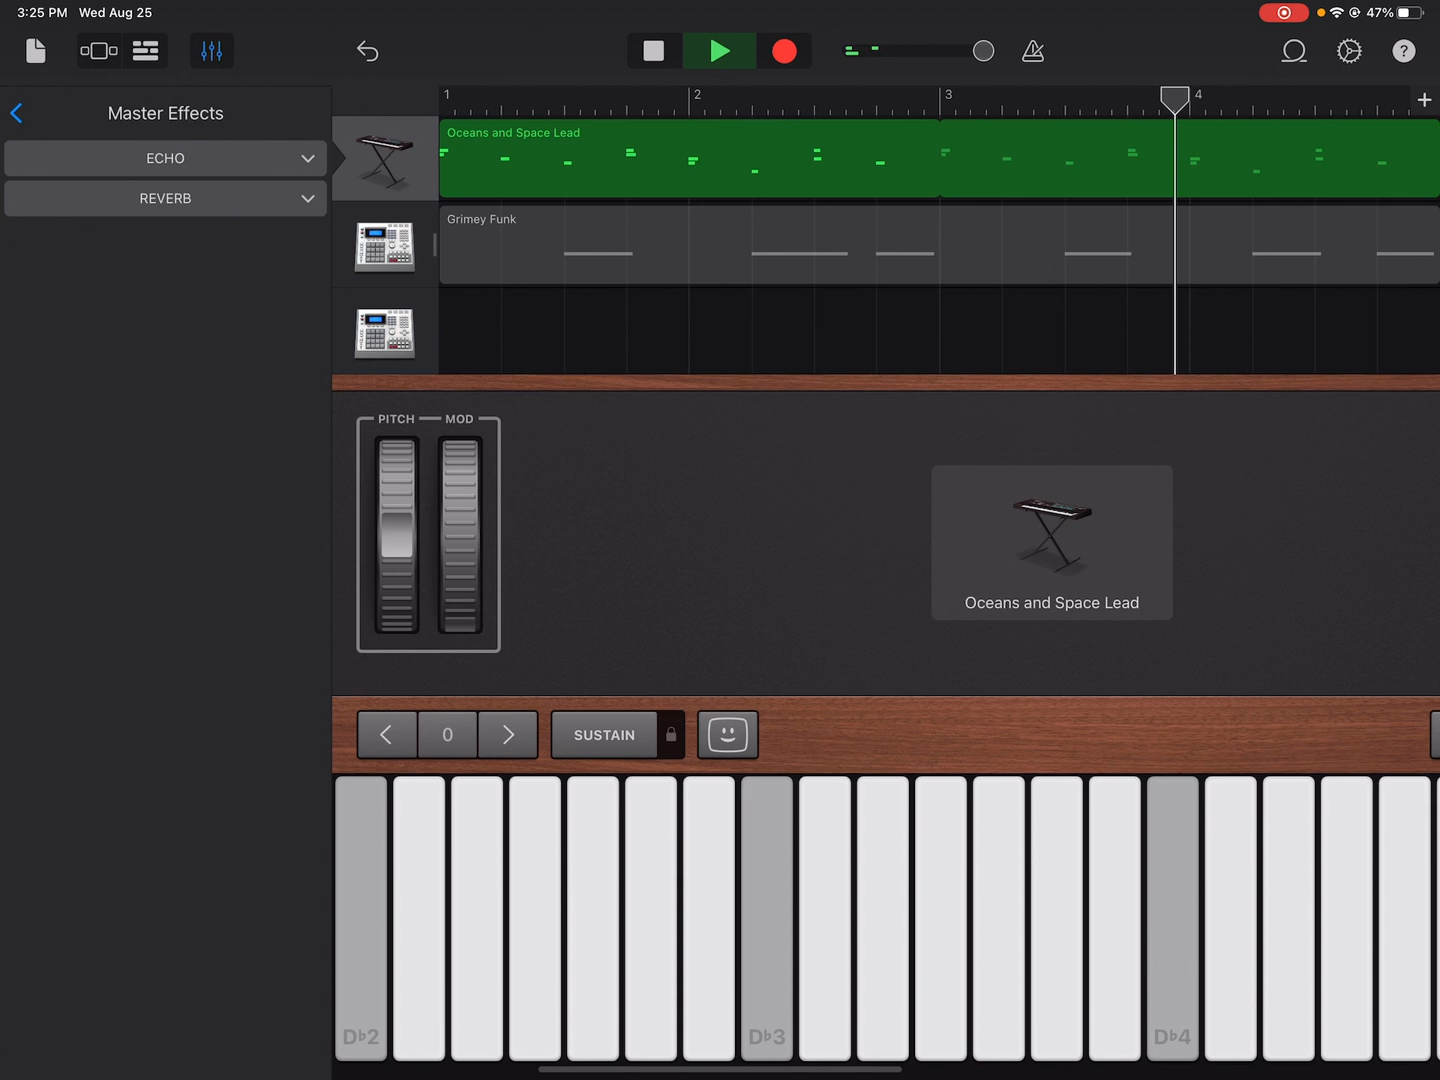 3:25 PM Wed Aug 25
47%
?
Master Effects
ECHO
REVERB
1 2 3 4
Oceans and Space Lead
Grimey Funk
PITCH MOD
Oceans and Space Lead
0
SUSTAIN
D♭2 D♭3 D♭4